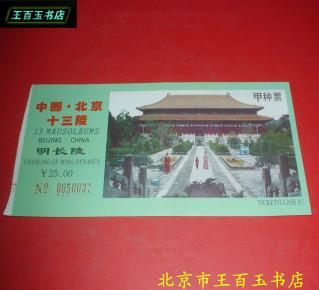 王百玉书店
中国·北京
十三陵
13 MAUSOLEUMS
BEIJING · CHINA
明长陵
CHANLING OF MING DYNASTY
￥25.00
Nº 0050037
甲种票
TICKET(CLASS A)
北京市王百玉书店